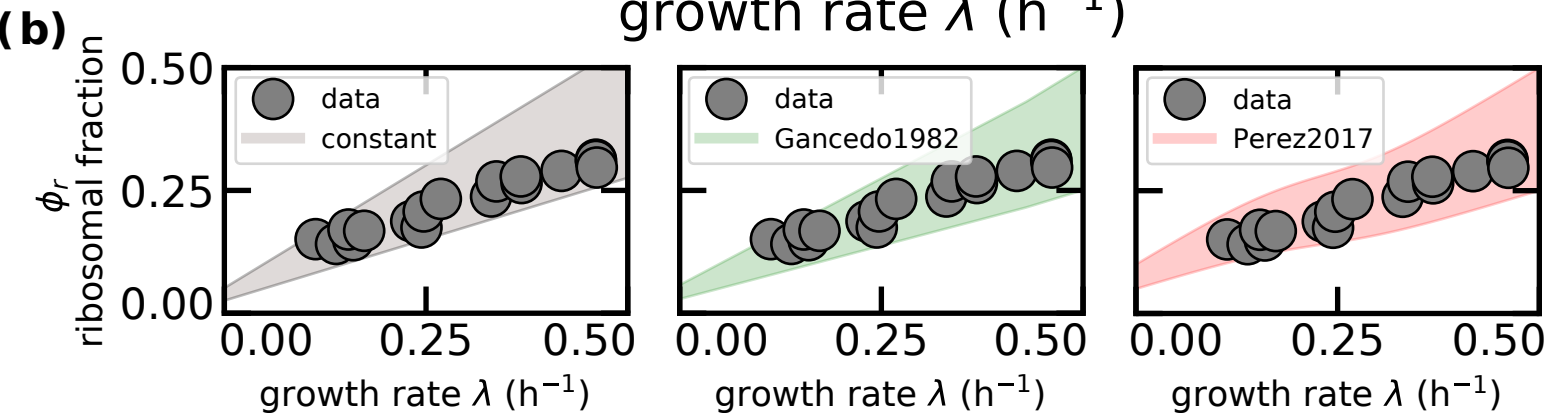 growth rate λ (h⁻¹)
(b)
ϕᵣ
ribosomal fraction
0.50
0.25
0.00
data
constant
data
Gancedo1982
data
Perez2017
0.00 0.25 0.50
0.00 0.25 0.50
0.00 0.25 0.50
growth rate λ (h⁻¹)
growth rate λ (h⁻¹)
growth rate λ (h⁻¹)